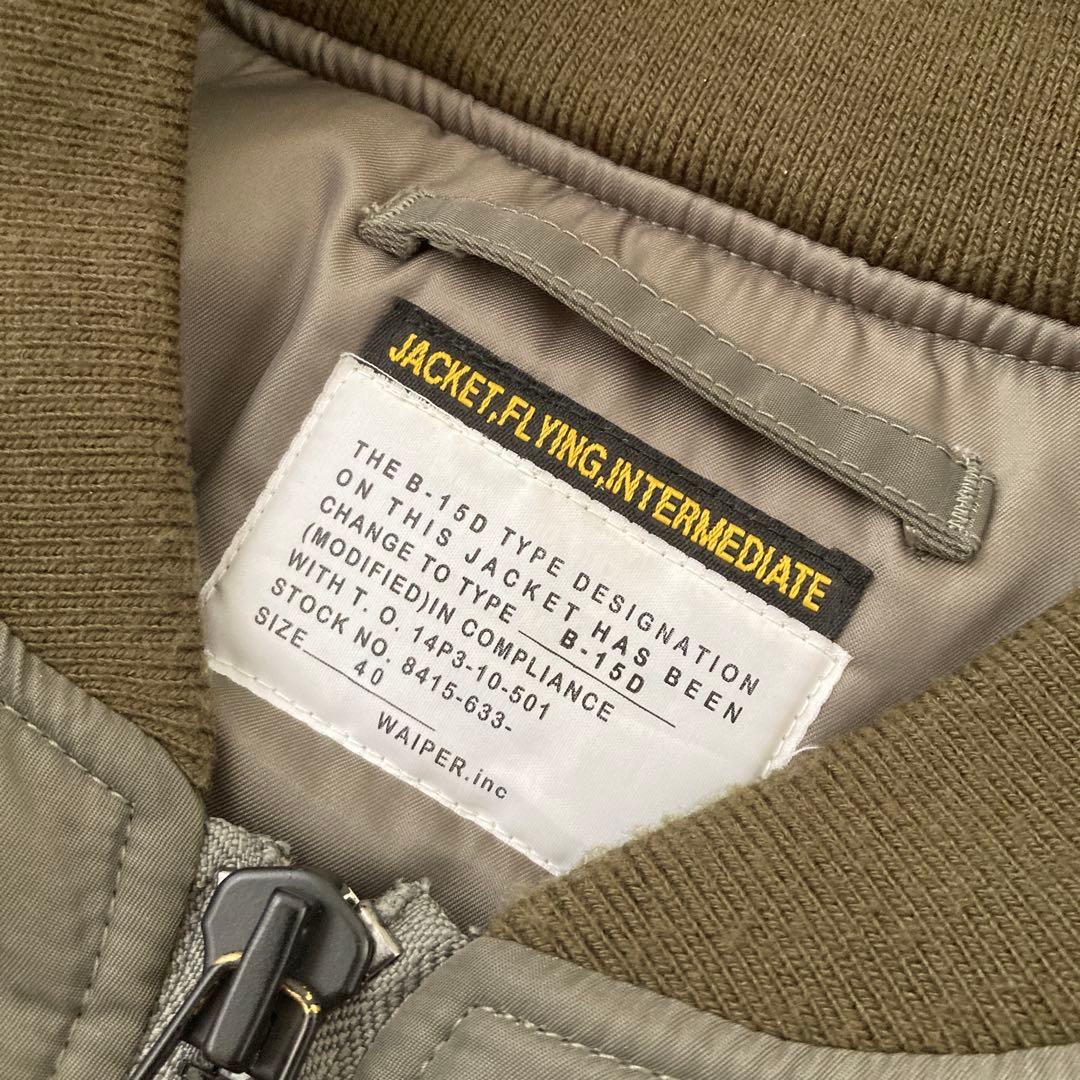 JACKET,FLYING,INTERMEDIATE
THE B-15D TYPE DESIGNATION
ON THIS JACKET HAS BEEN
CHANGE TO TYPE B-15D
(MODIFIED)IN COMPLIANCE
WITH T. O. 14P3-10-501
STOCK NO. 8415-633-
SIZE 40
WAIPER.inc